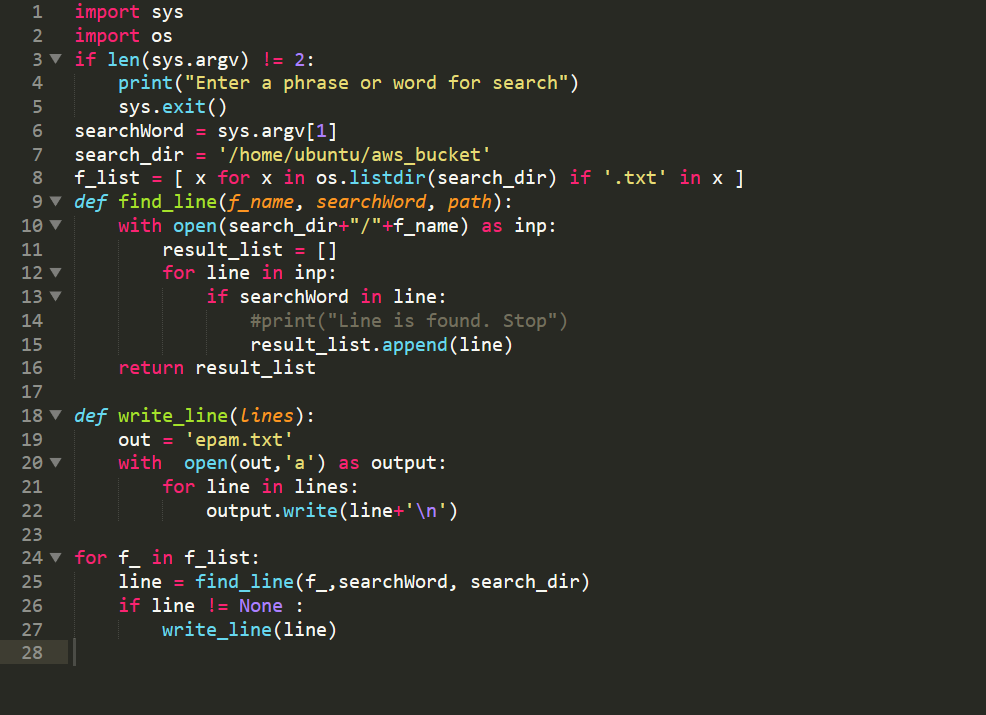 1 import sys
2 import os
3 if len(sys.argv) != 2:
4     print("Enter a phrase or word for search")
5     sys.exit()
6 searchWord = sys.argv[1]
7 search_dir = '/home/ubuntu/aws_bucket'
8 f_list = [ x for x in os.listdir(search_dir) if '.txt' in x ]
9 def find_line(f_name, searchWord, path):
10     with open(search_dir+"/"+f_name) as inp:
11         result_list = []
12         for line in inp:
13             if searchWord in line:
14                 #print("Line is found. Stop")
15                 result_list.append(line)
16     return result_list
17
18 def write_line(lines):
19     out = 'epam.txt'
20     with  open(out,'a') as output:
21         for line in lines:
22             output.write(line+'\n')
23
24 for f_ in f_list:
25     line = find_line(f_,searchWord, search_dir)
26     if line != None :
27         write_line(line)
28